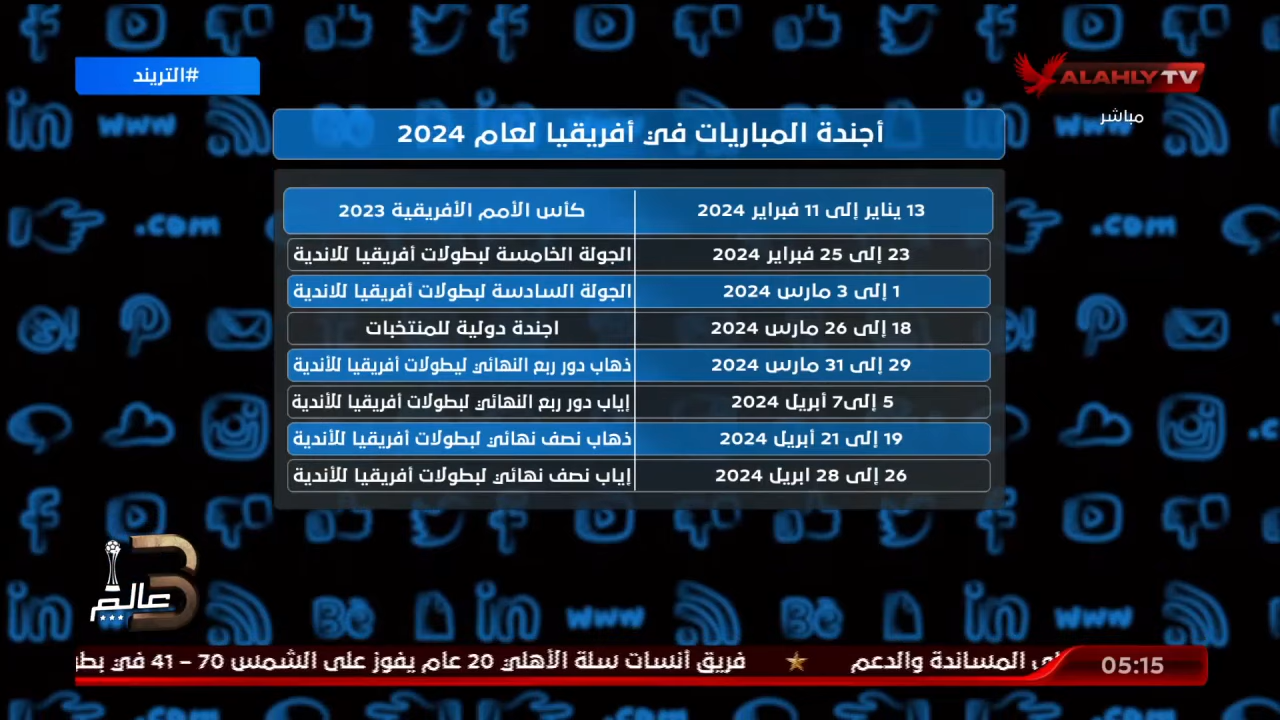 #التريند
ALAHLY TV
مباشر
أجندة المباريات في أفريقيا لعام 2024
13 يناير إلى 11 فبراير 2024 كأس الأمم الأفريقية 2023
23 إلى 25 فبراير 2024 الجولة الخامسة لبطولات أفريقيا للاندية
1 إلى 3 مارس 2024 الجولة السادسة لبطولات أفريقيا للاندية
18 إلى 26 مارس 2024 اجندة دولية للمنتخبات
29 إلى 31 مارس 2024 ذهاب دور ربع النهائي ليطولات أفريقيا للأندية
5 إلى7 أبريل 2024 إياب دور ربع النهائي لبطولات أفريقيا للأندية
19 إلى 21 أبريل 2024 ذهاب نصف نهائي لبطولات أفريقيا للأندية
26 إلى 28 ابريل 2024 إياب نصف نهائي لبطولات أفريقيا للأندية
3 عالم
المساندة والدعم ★ فريق أنسات سلة الأهلي 20 عام يفوز على الشمس 70 – 41 في
05:15